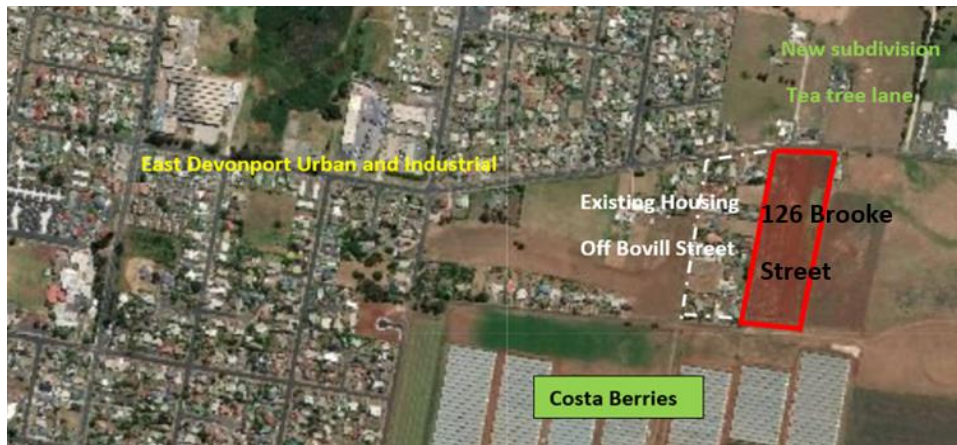 New subdivision
Tea tree lane
East Devonport Urban and Industrial
Existing Housing
Off Bovill Street
126 Brooke
Street
Costa Berries